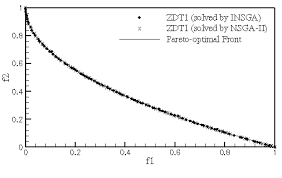 ZDT1 (solved by INSGA)
ZDT1 (solved by NSGA-II)
Pareto-optimal Front
1
0.8
0.6
0.4
0.2
0
f2
0
0.2
0.4
0.6
0.8
1
f1